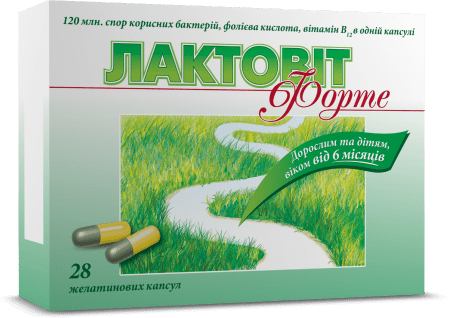 120 млн. спор корисних бактерій, фолієва кислота, вітамін B12 в одній капсулі
ЛАКТОВІТ
Форте
Дорослим та дітям,
віком від 6 місяців
28
желатинових капсул